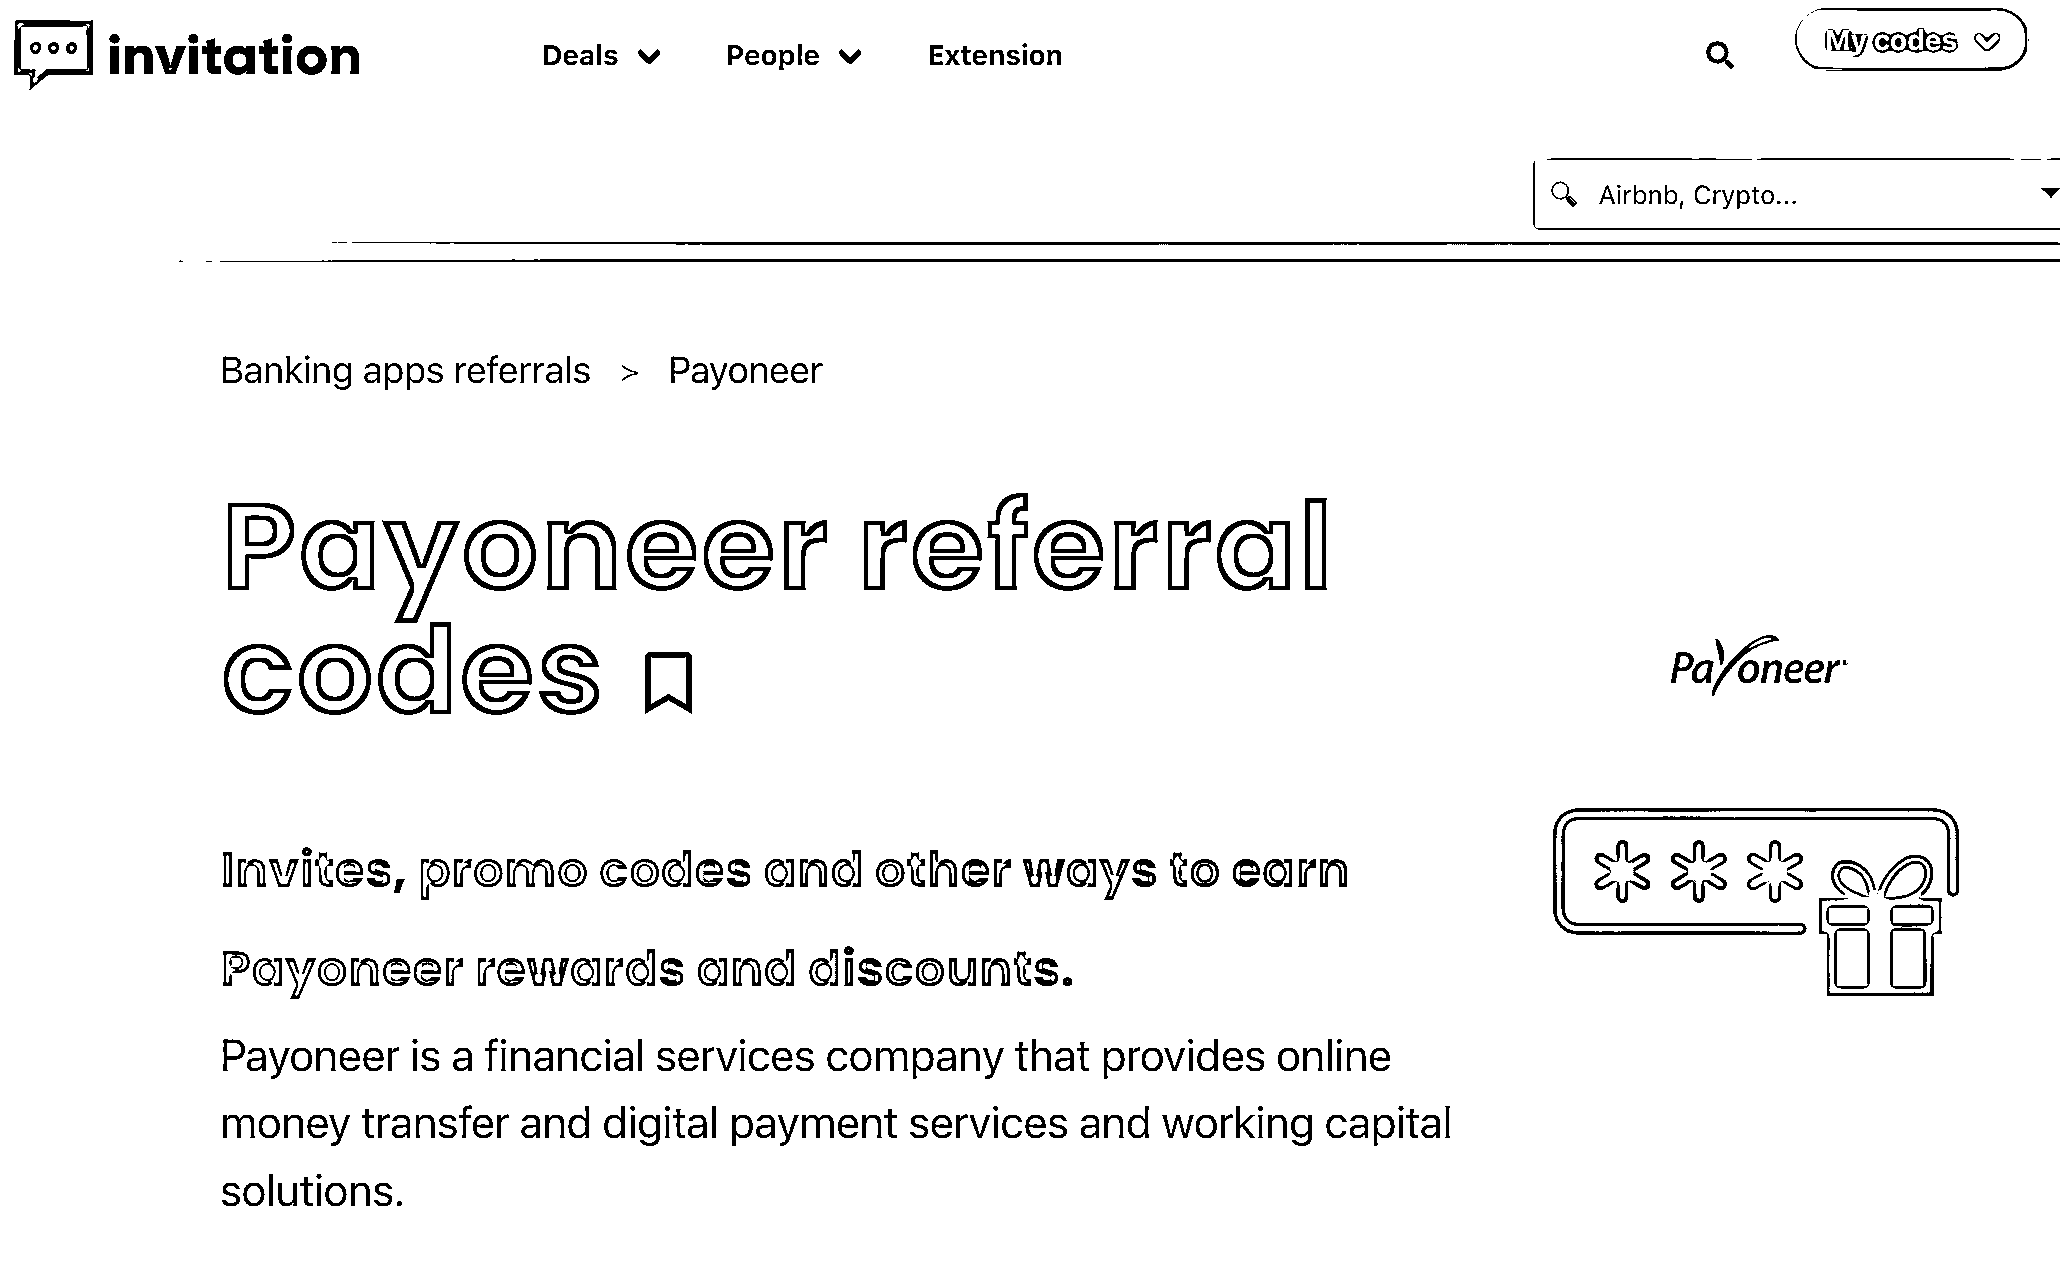 invitation
Deals People Extension
My codes
Airbnb, Crypto...
Banking apps referrals > Payoneer
Payoneer referral
codes
Payoneer
Invites, promo codes and other ways to earn
Payoneer rewards and discounts.
Payoneer is a financial services company that provides online
money transfer and digital payment services and working capital
solutions.